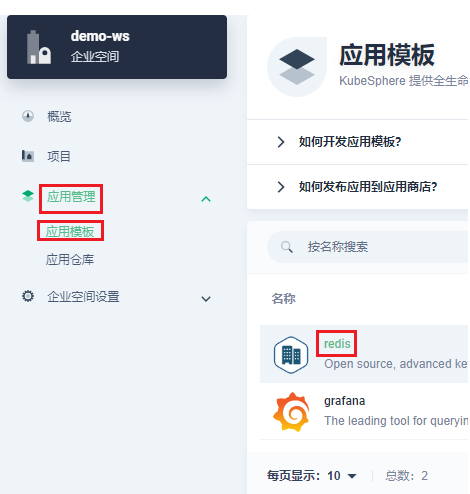 demo-ws
企业空间
概览
项目
应用管理
应用模板
应用仓库
企业空间设置
应用模板
KubeSphere 提供全生命
如何开发应用模板?
如何发布应用到应用商店?
按名称搜索
名称
redis
Open source, advanced ke
grafana
The leading tool for queryin
每页显示: 10
总数: 2